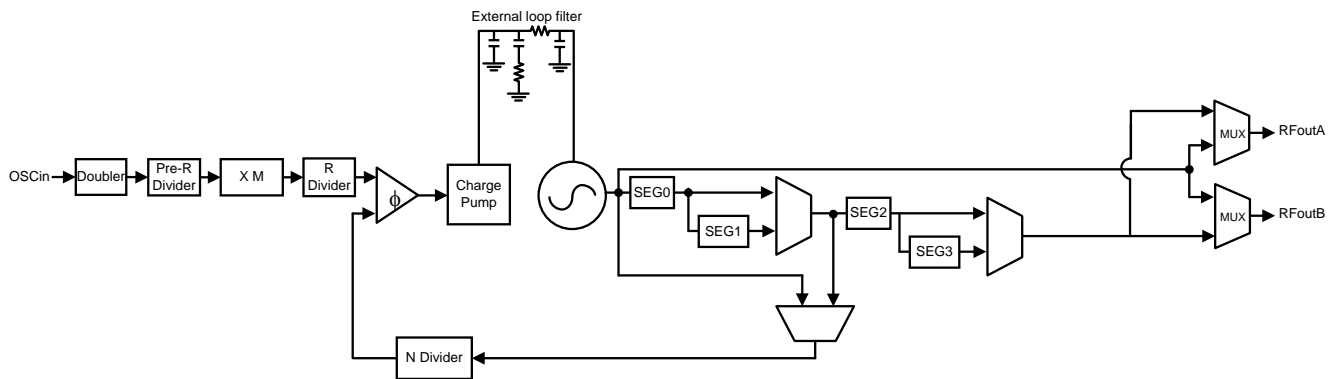 External loop filter
OSCin
Doubler
Pre-R
Divider
X M
R
Divider
ϕ
Charge
Pump
SEG0
SEG1
SEG2
SEG3
MUX
RFoutA
MUX
RFoutB
N Divider